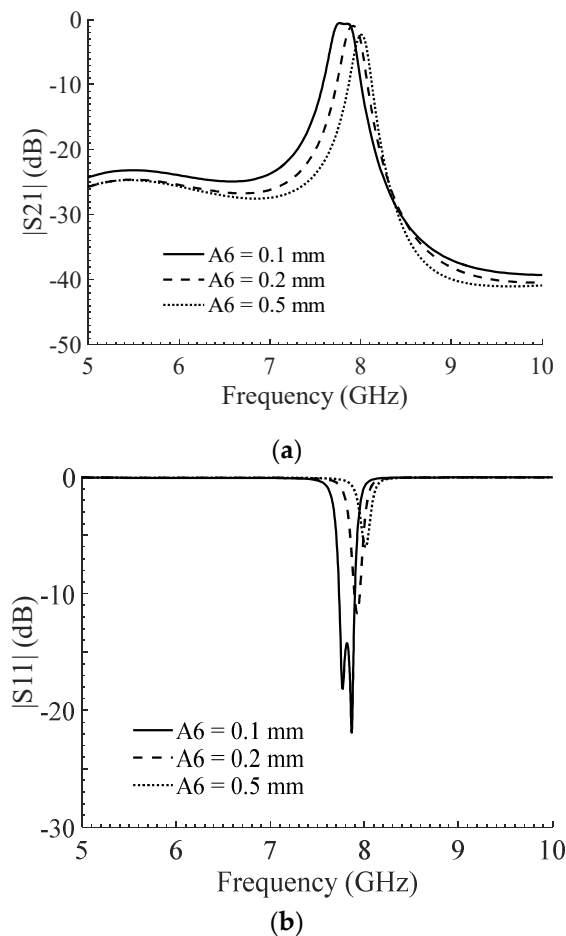 0
-10
-20
-30
-40
-50
|S21| (dB)
A6 = 0.1 mm
A6 = 0.2 mm
A6 = 0.5 mm
5 6 7 8 9 10
Frequency (GHz)
(a)
0
-10
-20
-30
|S11| (dB)
A6 = 0.1 mm
A6 = 0.2 mm
A6 = 0.5 mm
5 6 7 8 9 10
Frequency (GHz)
(b)